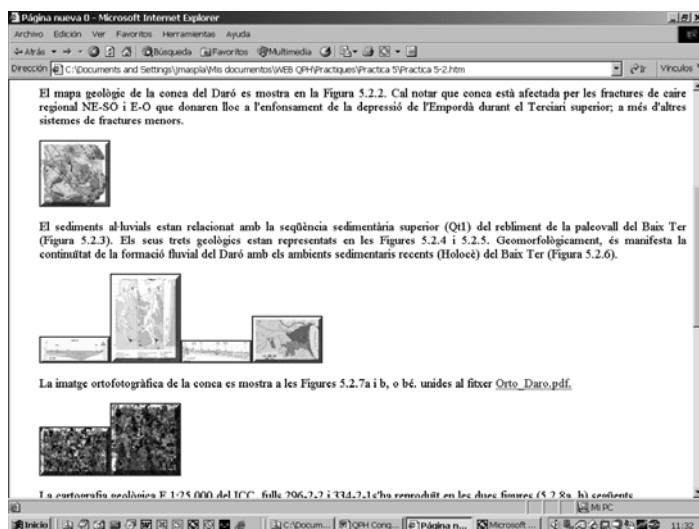 Página nueva 0 - Microsoft Internet Explorer
Archivo Edición Ver Favoritos Herramientas Ayuda
Atrás Búsqueda Favoritos Multimedia
Dirección C:\Documents and Settings\jmaspla\Mis documentos\WEB QPH\Practiques\Practica 5\Practica 5-2.htm Ir Vínculos
El mapa geològic de la conca del Daró es mostra en la Figura 5.2.2. Cal notar que conca està afectada per les fractures de caire
regional NE-SO i E-O que donaren lloc a l'enfonsament de la depressió de l'Empordà durant el Terciari superior; a més d'altres
sistemes de fractures menors.
El sediments al·luvials estan relacionat amb la seqüència sedimentària superior (Qt1) del rebliment de la paleovall del Baix Ter
(Figura 5.2.3). Els seus trets geològics estan representats en les Figures 5.2.4 i 5.2.5. Geomorfològicament, és manifesta la
continuïtat de la formació fluvial del Daró amb els ambients sedimentaris recents (Holocè) del Baix Ter (Figura 5.2.6).
La imatge ortofotogràfica de la conca es mostra a les Figures 5.2.7a i b, o bé. unides al fitxer Orto_Daro.pdf.
La cartografia geològica E 1:25.000 del ICC, fulls 296-2-2 i 334-2-1s'ha reproduït en les dues figures (5.2.8a, b) següents
Mi PC
Inicio C:\Docum... QPH Cong... Página n... Microsoft ...